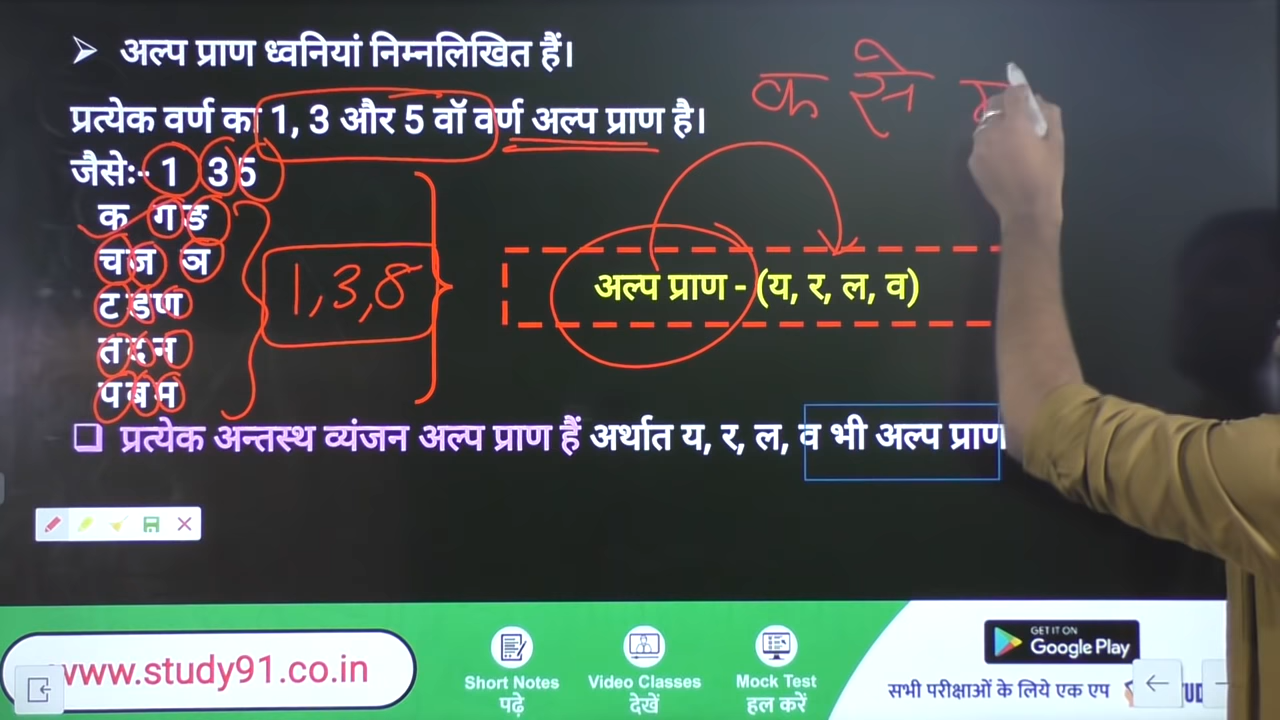 ➤ अल्प प्राण ध्वनियां निम्नलिखित हैं।
क से
प्रत्येक वर्ण का 1, 3 और 5 वॉ वर्ण अल्प प्राण है।
जैसेः- 1 3 5
क ग ङ
च ज ञ
ट ड ण
त द न
प ब म
1,3,8
अल्प प्राण - (य, र, ल, व)
❑ प्रत्येक अन्तस्थ व्यंजन अल्प प्राण हैं अर्थात य, र, ल, व भी अल्प प्राण
www.study91.co.in
Short Notes
पढ़े
Video Classes
देखें
Mock Test
हल करें
GET IT ON
Google Play
सभी परीक्षाओं के लिये एक एप